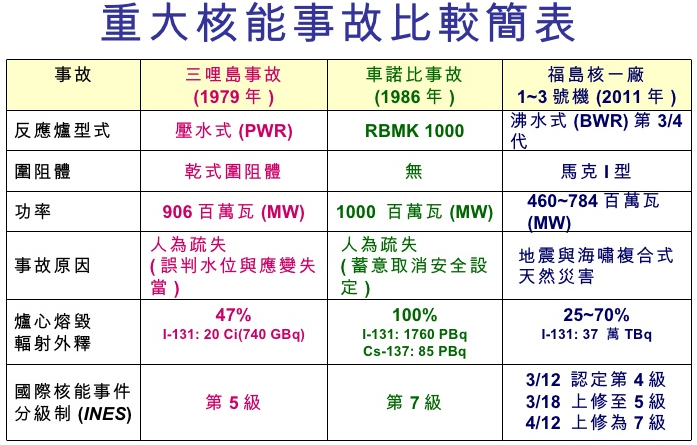 重大核能事故比較簡表
事故
三哩島事故
(1979 年 )
車諾比事故
(1986 年 )
福島核一廠
1~3 號機 (2011 年 )
反應爐型式
壓水式 (PWR)
RBMK 1000
沸水式 (BWR) 第 3/4
代
圍阻體
乾式圍阻體
無
馬克 I 型
功率
906 百萬瓦 (MW)
1000 百萬瓦 (MW)
460~784 百萬瓦
(MW)
事故原因
人為疏失
( 誤判水位與應變失
當 )
人為疏失
( 蓄意取消安全設
定 )
地震與海嘯複合式
天然災害
爐心熔毀
輻射外釋
47%
I-131: 20 Ci(740 GBq)
100%
I-131: 1760 PBq
Cs-137: 85 PBq
25~70%
I-131: 37 萬 TBq
國際核能事件
分級制 (INES)
第 5 級
第 7 級
3/12 認定第 4 級
3/18 上修至 5 級
4/12 上修為 7 級